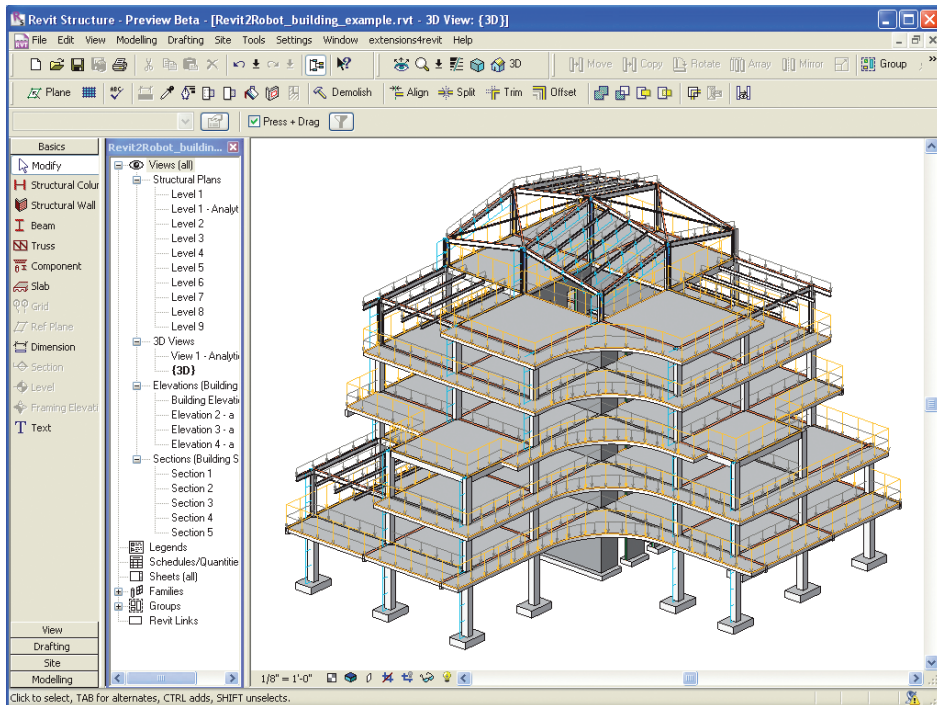 Revit Structure - Preview Beta - [Revit2Robot_building_example.rvt - 3D View: {3D}]
File Edit View Modelling Drafting Site Tools Settings Window extensions4revit Help
3D Move Copy Rotate Array Mirror Group
Plane Demolish Align Split Trim Offset
Press + Drag
Basics
Modify
Structural Colur
Structural Wall
Beam
Truss
Component
Slab
Grid
Ref Plane
Dimension
Section
Level
Framing Elevati
Text
View
Drafting
Site
Modelling
Revit2Robot_buildin...
Views (all)
Structural Plans
Level 1
Level 1 - Analyt
Level 2
Level 3
Level 4
Level 5
Level 6
Level 7
Level 8
Level 9
3D Views
View 1 - Analytic
{3D}
Elevations (Building
Building Elevatio
Elevation 2 - a
Elevation 3 - a
Elevation 4 - a
Sections (Building S
Section 1
Section 2
Section 3
Section 4
Section 5
Legends
Schedules/Quantitie
Sheets (all)
Families
Groups
Revit Links
1/8" = 1'-0"
Click to select, TAB for alternates, CTRL adds, SHIFT unselects.